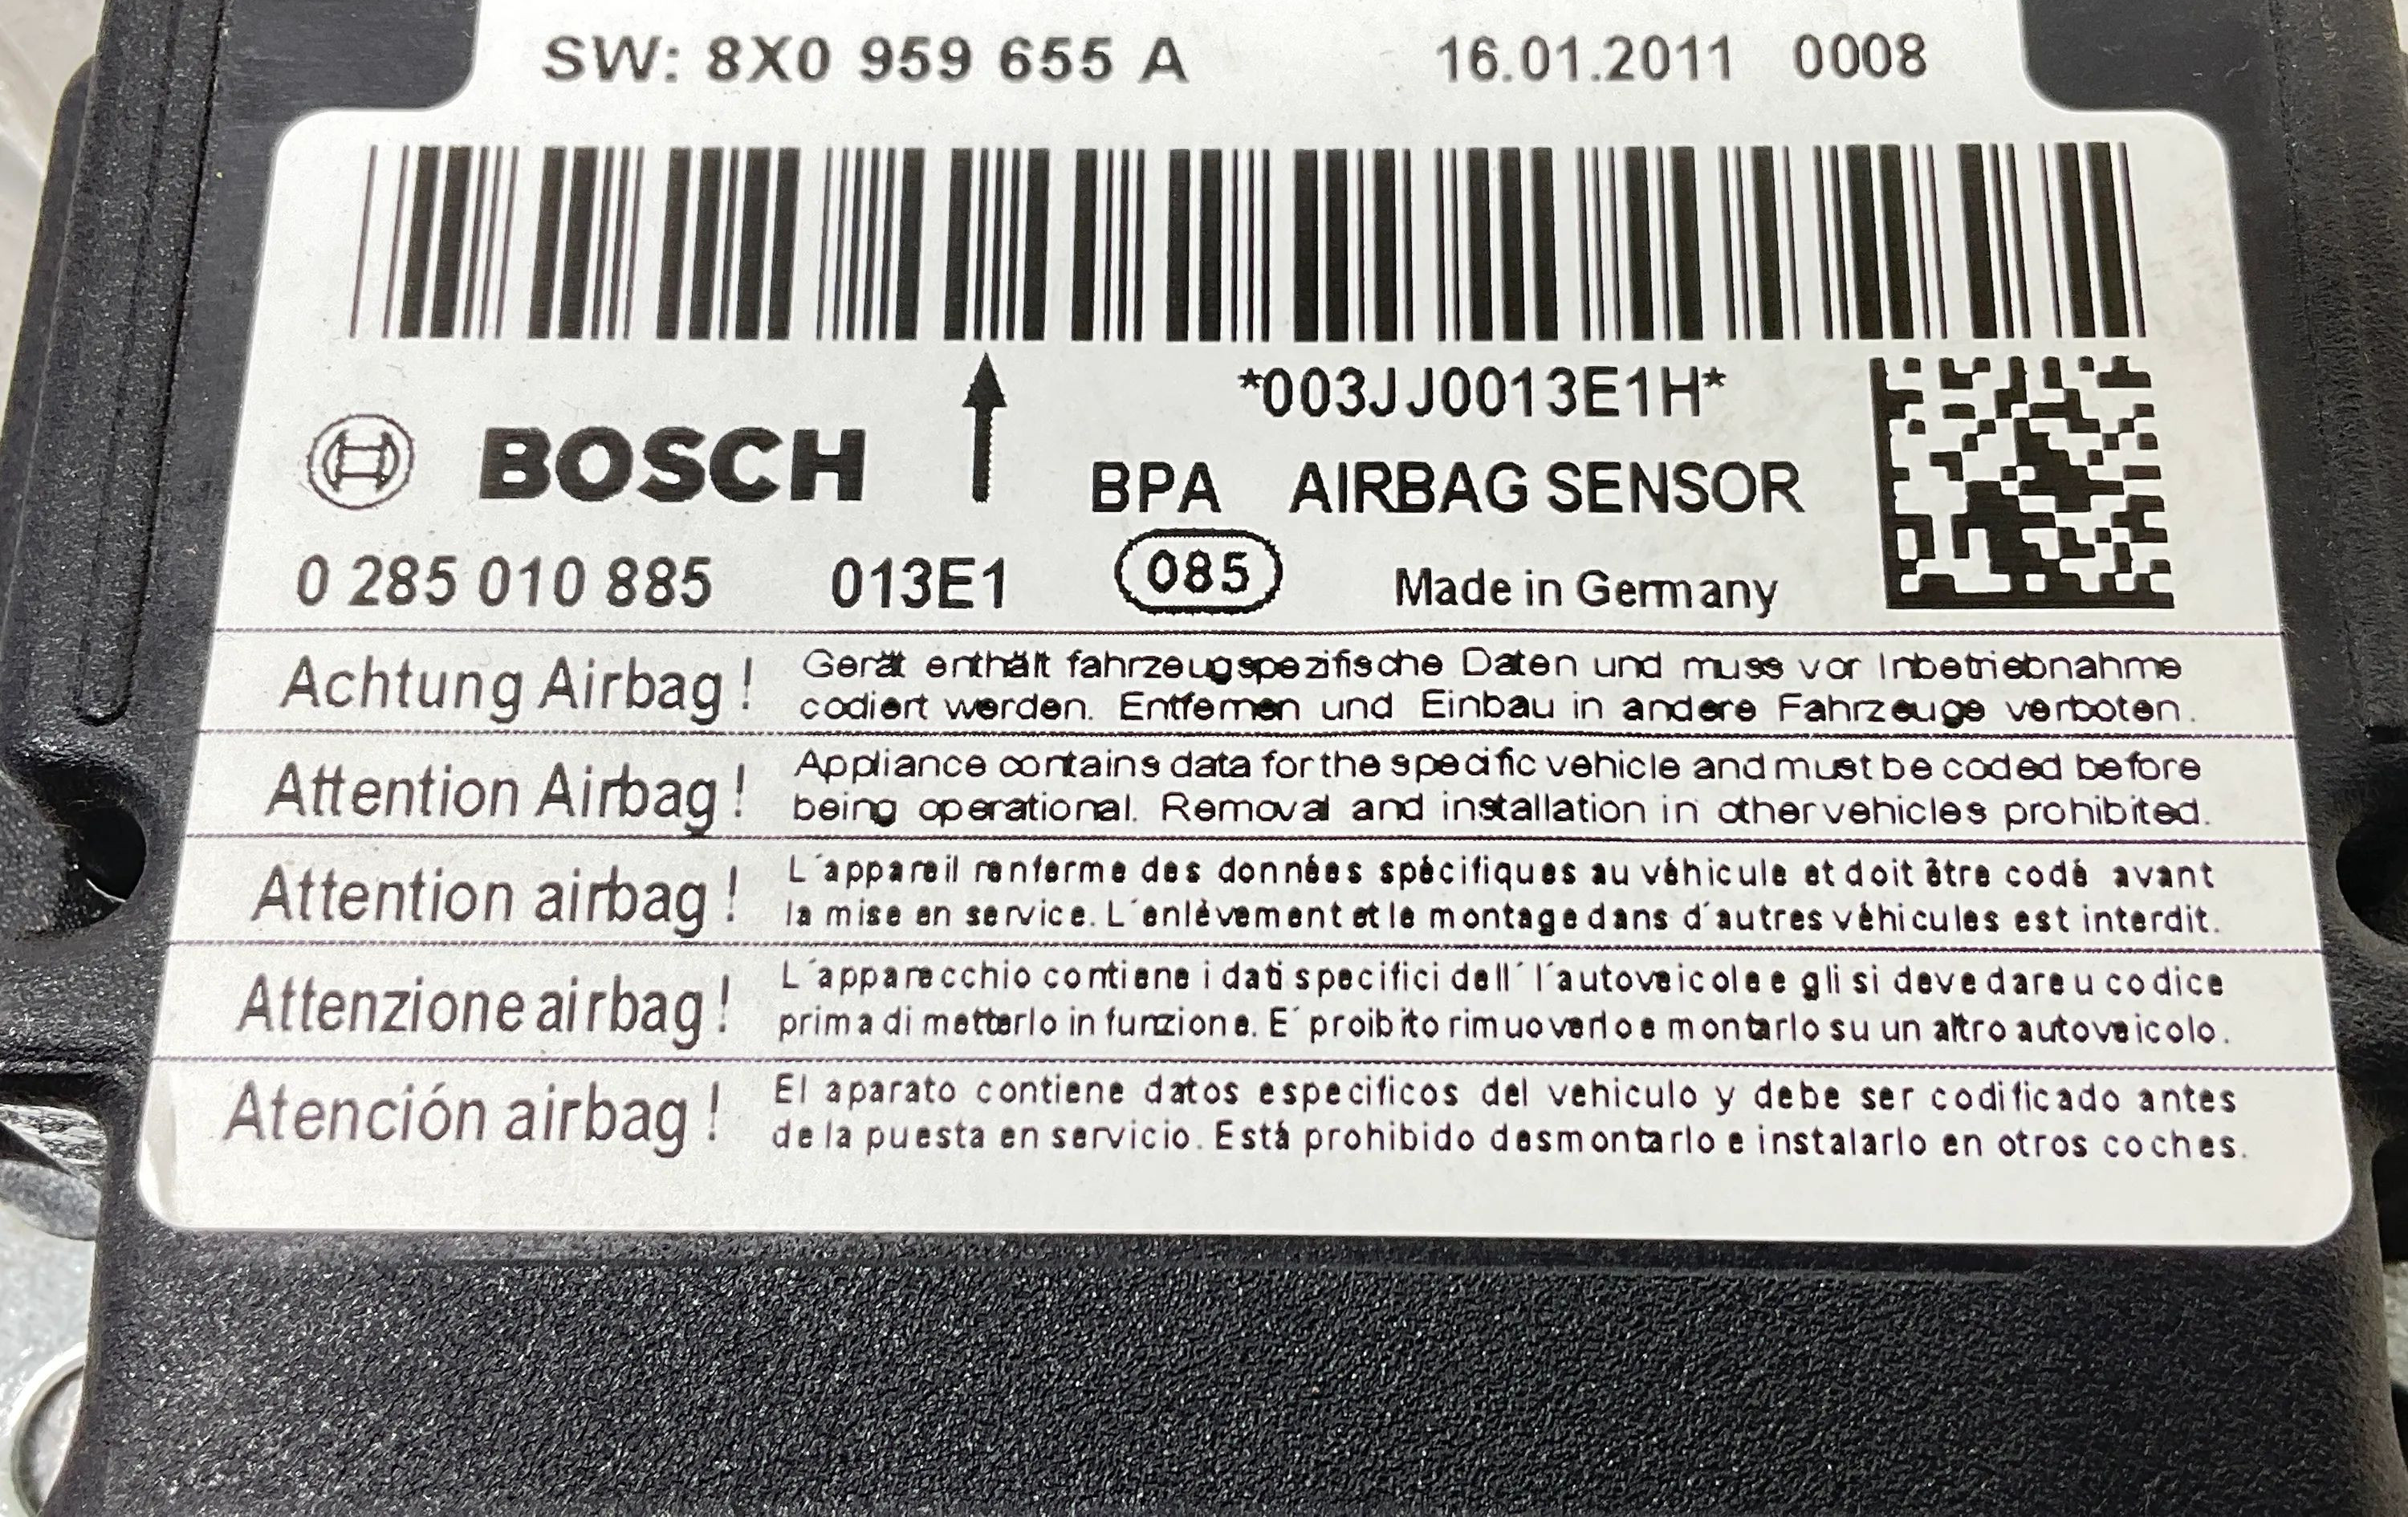 SW: 8X0 959 655 A 16.01.2011 0008
*003JJ0013E1H*
BOSCH BPA AIRBAG SENSOR
0 285 010 885 013E1 085 Made in Germany
Achtung Airbag! Gerät enthält fahrzeugspezifische Daten und muss vor Inbetriebnahme
codiert werden. Entfernen und Einbau in andere Fahrzeuge verboten.
Attention Airbag! Appliance contains data for the specific vehicle and must be coded before
being operational. Removal and installation in other vehicles prohibited.
Attention airbag! L´appareil renferme des données spécifiques au véhicule et doit être codé avant
la mise en service. L´enlèvement et le montage dans d´autres vèhicules est interdit.
Attenzione airbag! L´apparecchio contiene i dati specifici dell´ l´autoveicolo e gli si deve dare u codice
prima di metterlo in funzione. E´ proibito rimuoverlo e montarlo su un altro autoveicolo.
Atención airbag! El aparato contiene datos especificos del vehiculo y debe ser codificado antes
de la puesta en servicio. Está prohibido desmontarlo e instalarlo en otros coches.